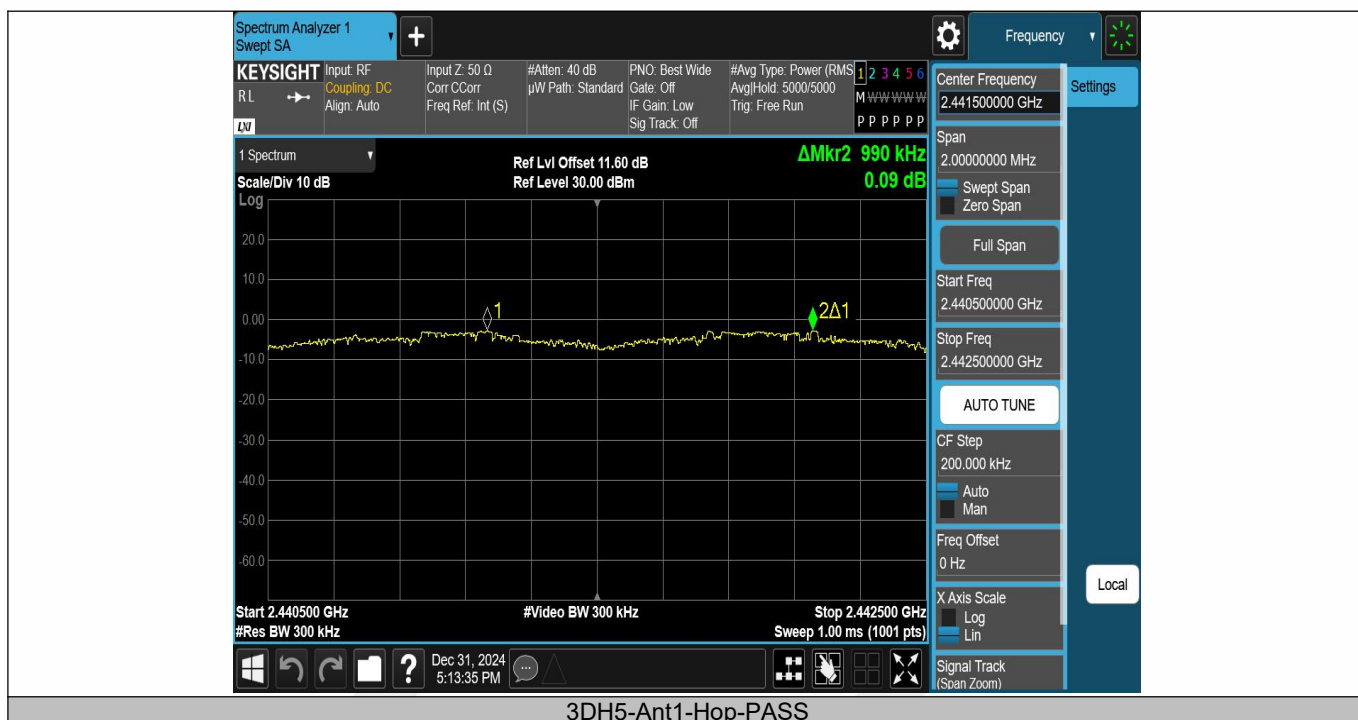 Spectrum Analyzer 1
Swept SA
+
Frequency
KEYSIGHT
RL
LXI
Input: RF
Coupling: DC
Align: Auto
Input Z: 50 Ω
Corr CCorr
Freq Ref: Int (S)
#Atten: 40 dB
µW Path: Standard
PNO: Best Wide
Gate: Off
IF Gain: Low
Sig Track: Off
#Avg Type: Power (RMS
Avg|Hold: 5000/5000
Trig: Free Run
1 2 3 4 5 6
M W W W W W
P P P P P P
1 Spectrum
Scale/Div 10 dB
Log
Ref Lvl Offset 11.60 dB
Ref Level 30.00 dBm
ΔMkr2 990 kHz
0.09 dB
20.0
10.0
0.00
-10.0
-20.0
-30.0
-40.0
-50.0
-60.0
1
2Δ1
Start 2.440500 GHz
#Res BW 300 kHz
#Video BW 300 kHz
Stop 2.442500 GHz
Sweep 1.00 ms (1001 pts)
?
Dec 31, 2024
5:13:35 PM
Center Frequency
2.441500000 GHz
Settings
Span
2.00000000 MHz
Swept Span
Zero Span
Full Span
Start Freq
2.440500000 GHz
Stop Freq
2.442500000 GHz
AUTO TUNE
CF Step
200.000 kHz
Auto
Man
Freq Offset
0 Hz
X Axis Scale
Log
Lin
Local
Signal Track
(Span Zoom)
3DH5-Ant1-Hop-PASS